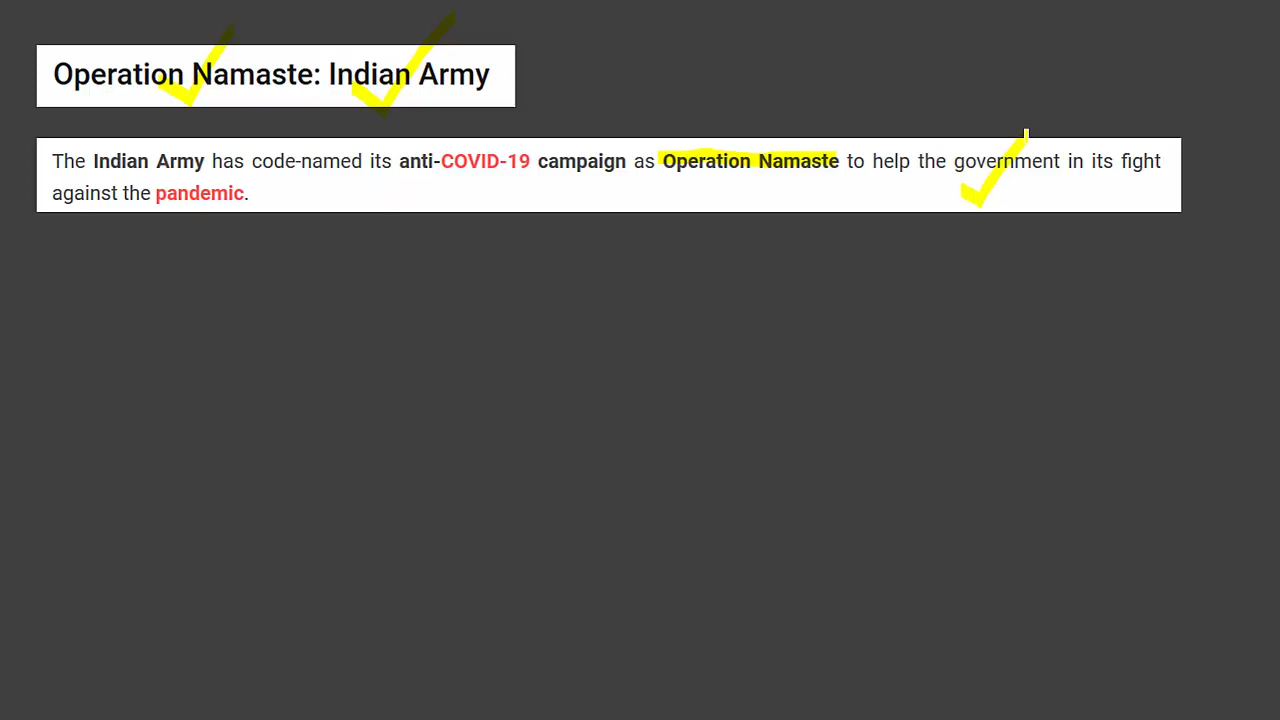 Operation Namaste: Indian Army
The Indian Army has code-named its anti-COVID-19 campaign as Operation Namaste to help the government in its fight
against the pandemic.